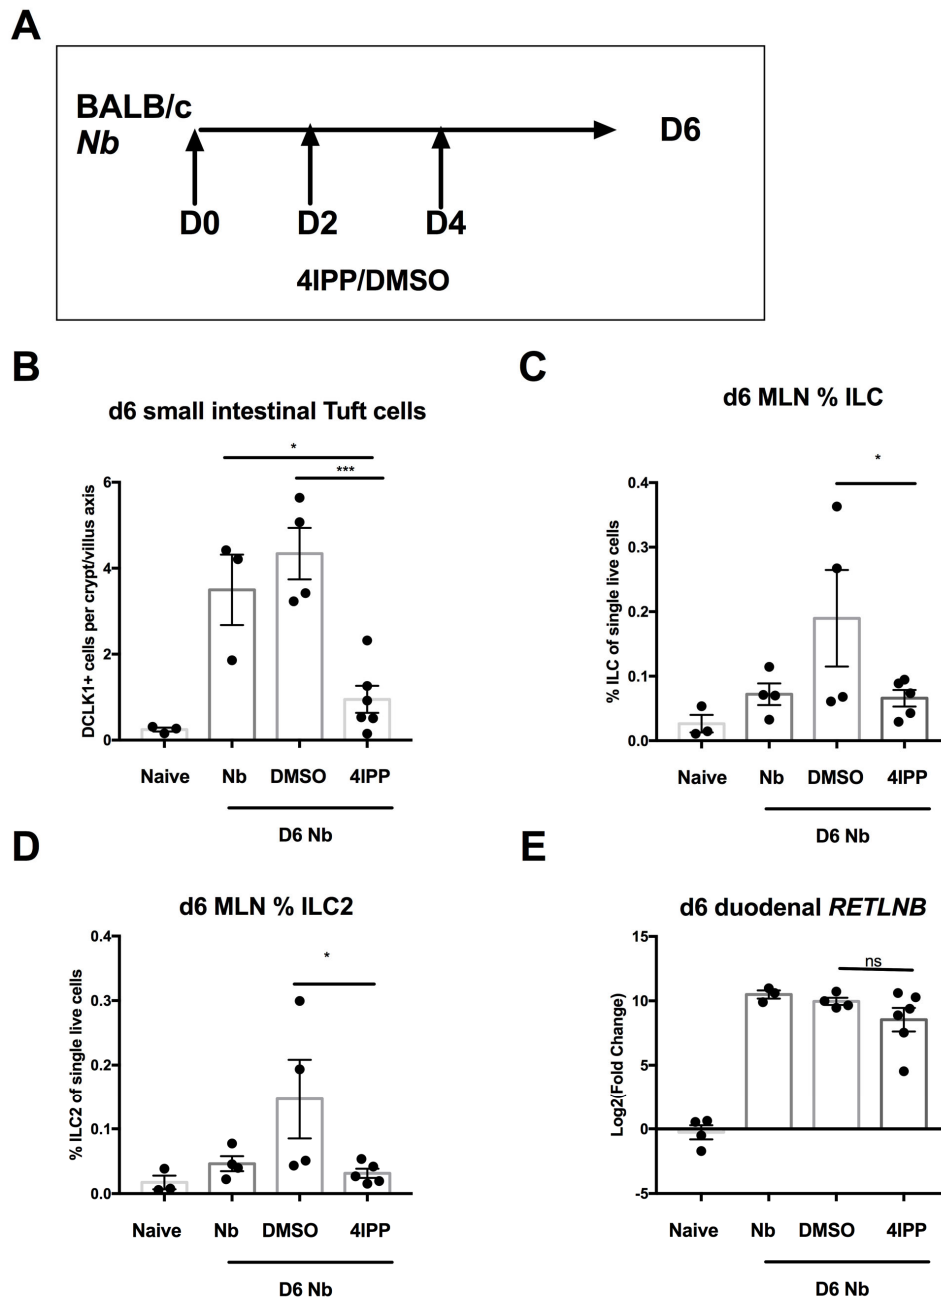 A
BALB/c
Nb
D6
D0 D2 D4
4IPP/DMSO
B
d6 small intestinal Tuft cells
*
***
DCLK1+ cells per crypt/villus axis
6
4
2
0
Naive Nb DMSO 4IPP
D6 Nb
C
d6 MLN % ILC
*
% ILC of single live cells
0.4
0.3
0.2
0.1
0.0
Naive Nb DMSO 4IPP
D6 Nb
D
d6 MLN % ILC2
*
% ILC2 of single live cells
0.4
0.3
0.2
0.1
0.0
Naive Nb DMSO 4IPP
D6 Nb
E
d6 duodenal RETLNB
ns
Log2(Fold Change)
15
10
5
0
-5
Naive Nb DMSO 4IPP
D6 Nb